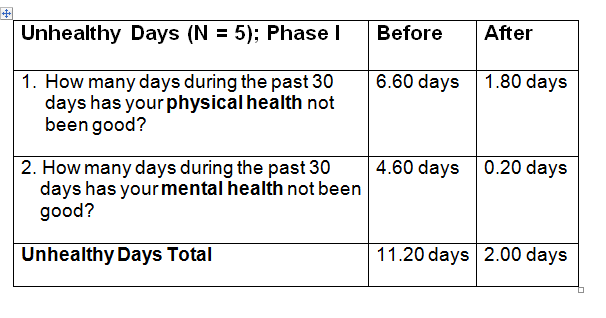 Unhealthy Days (N = 5); Phase I Before After
1. How many days during the past 30 6.60 days 1.80 days
days has your physical health not
been good?
2. How many days during the past 30 4.60 days 0.20 days
days has your mental health not been
good?
Unhealthy Days Total 11.20 days 2.00 days